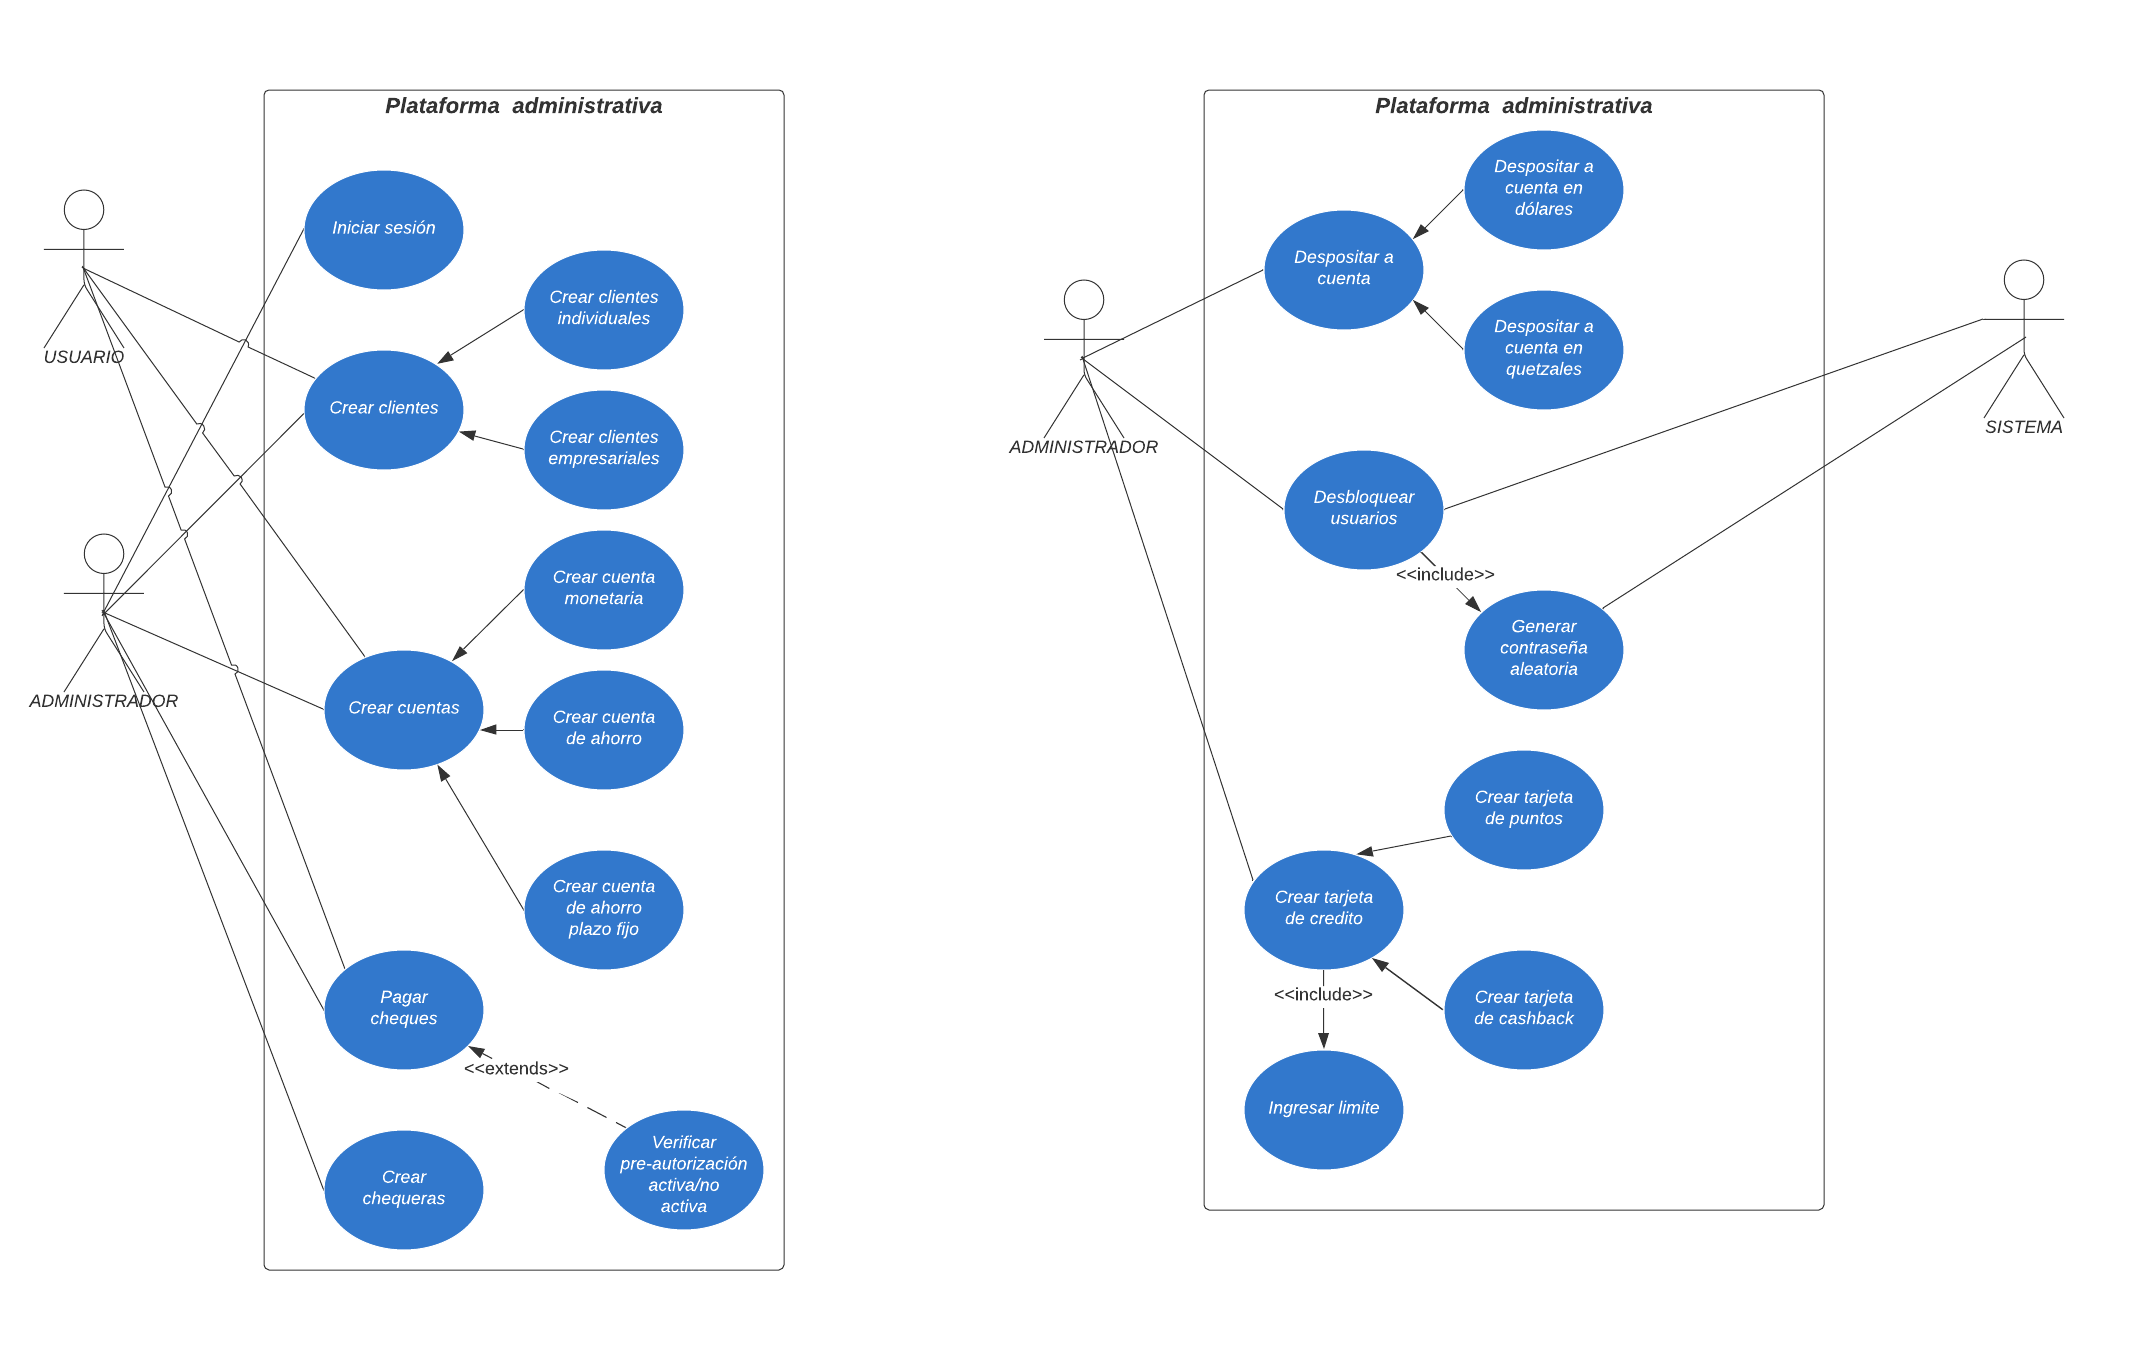 Plataforma administrativa
USUARIO
ADMINISTRADOR
Iniciar sesión
Crear clientes
individuales
Crear clientes
Crear clientes
empresariales
Crear cuenta
monetaria
Crear cuentas
Crear cuenta
de ahorro
Crear cuenta
de ahorro
plazo fijo
Pagar
cheques
<<extends>>
Verificar
pre-autorización
activa/no
activa
Crear
chequeras
Plataforma administrativa
ADMINISTRADOR
SISTEMA
Despositar a
cuenta en
dólares
Despositar a
cuenta
Despositar a
cuenta en
quetzales
Desbloquear
usuarios
<<include>>
Generar
contraseña
aleatoria
Crear tarjeta
de puntos
Crear tarjeta
de credito
<<include>>
Crear tarjeta
de cashback
Ingresar limite